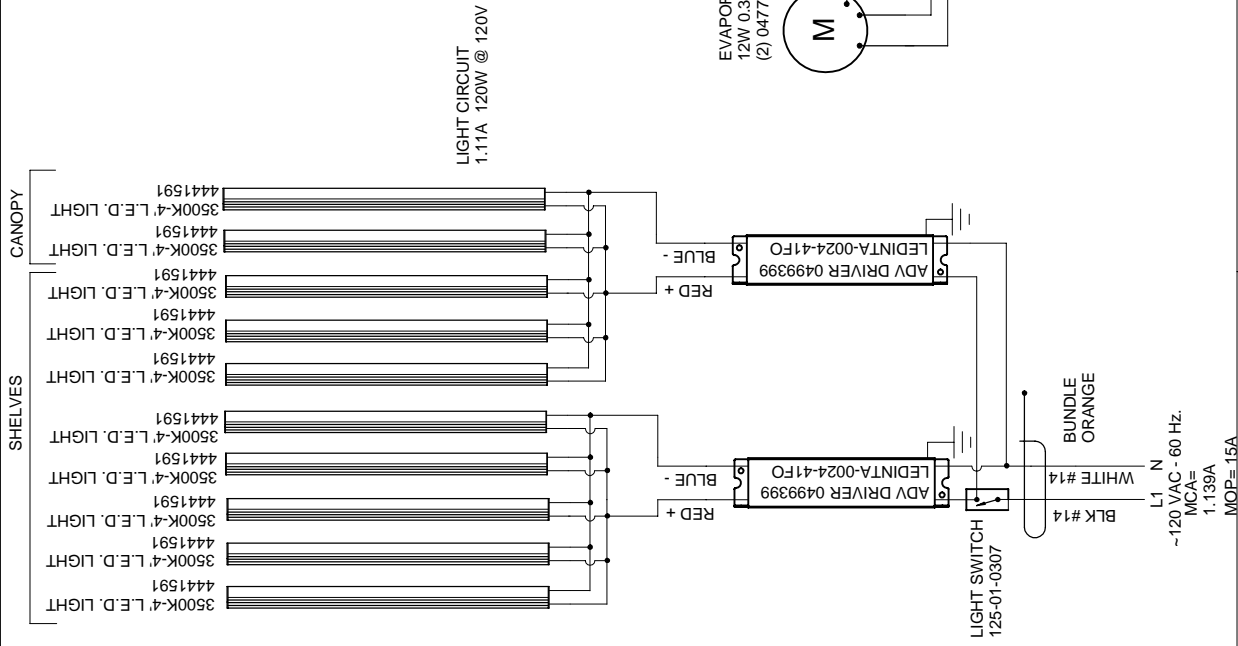 CANOPY
SHELVES
3500K-4' L.E.D. LIGHT
4441591
3500K-4' L.E.D. LIGHT
4441591
3500K-4' L.E.D. LIGHT
4441591
3500K-4' L.E.D. LIGHT
4441591
3500K-4' L.E.D. LIGHT
4441591
3500K-4' L.E.D. LIGHT
4441591
3500K-4' L.E.D. LIGHT
4441591
3500K-4' L.E.D. LIGHT
4441591
3500K-4' L.E.D. LIGHT
4441591
3500K-4' L.E.D. LIGHT
4441591
LIGHT CIRCUIT
1.11A 120W @ 120V
BLUE -
RED +
ADV DRIVER 0499399
LEDINTA-0024-41FO
BLUE -
RED +
ADV DRIVER 0499399
LEDINTA-0024-41FO
LIGHT SWITCH
125-01-0307
BUNDLE
ORANGE
WHITE #14
BLK #14
L1 N
~120 VAC - 60 Hz.
MCA=
1.139A
MOP= 15A
12W 0.3
(2) 0477
M